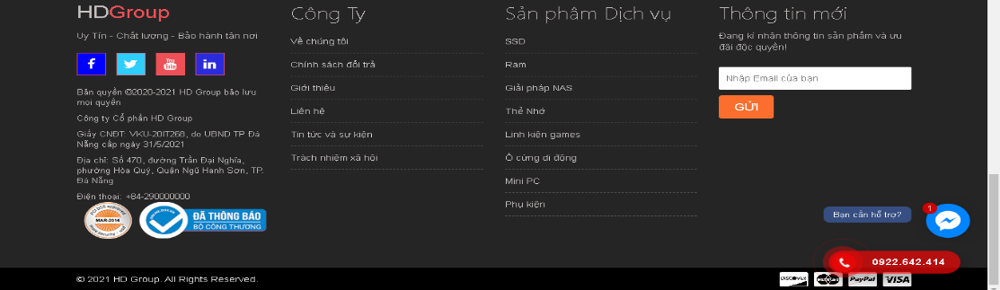 HDGroup
Uy Tín - Chất lượng - Bảo hành tận nơi
Bản quyền ©2020-2021 HD Group bảo lưu
mọi quyền
Công ty Cổ phần HD Group
Giấy CNĐT: VKU-20IT268, do UBND TP Đà
Nẵng cấp ngày 31/5/2021
Địa chỉ: Số 470, đường Trần Đại Nghĩa,
phường Hòa Quý, Quận Ngũ Hanh Sơn, TP.
Đà Nẵng
Điện thoại: +84-290000000
MAR-2014
ĐÃ THÔNG BÁO
BỘ CÔNG THƯƠNG
Công Ty
Về chúng tôi
Chính sách đổi trả
Giới thiệu
Liên hệ
Tin tức và sự kiện
Trách nhiệm xã hội
Sản phẩm Dịch vụ
SSD
Ram
Giải pháp NAS
Thẻ Nhớ
Linh kiện games
Ổ cứng di động
Mini PC
Phụ kiện
Thông tin mới
Đăng kí nhận thông tin sản phẩm và ưu
đãi độc quyền!
Nhập Email của bạn
GỬI
Bạn cần hỗ trợ?
1
0922.642.414
© 2021 HD Group. All Rights Reserved.
DISCOVER
MasterCard
PayPal
VISA